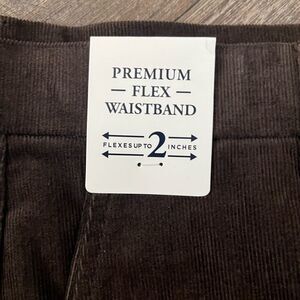 PREMIUM
— FLEX —
WAISTBAND
FLEXES UP TO 2 INCHES